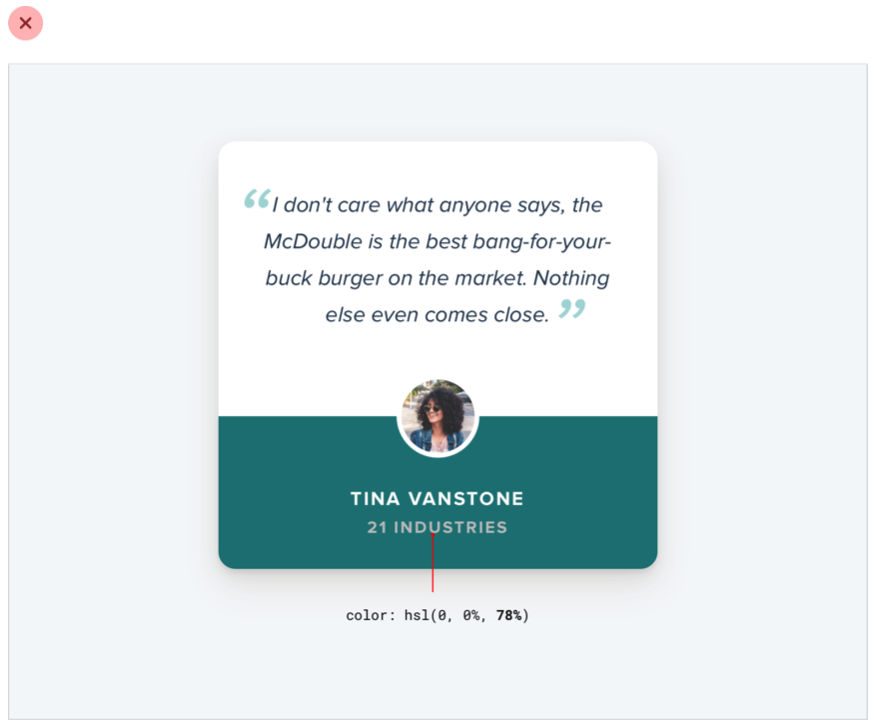 “I don't care what anyone says, the
McDouble is the best bang-for-your-
buck burger on the market. Nothing
else even comes close. ”
TINA VANSTONE
21 INDUSTRIES
color: hsl(0, 0%, 78%)